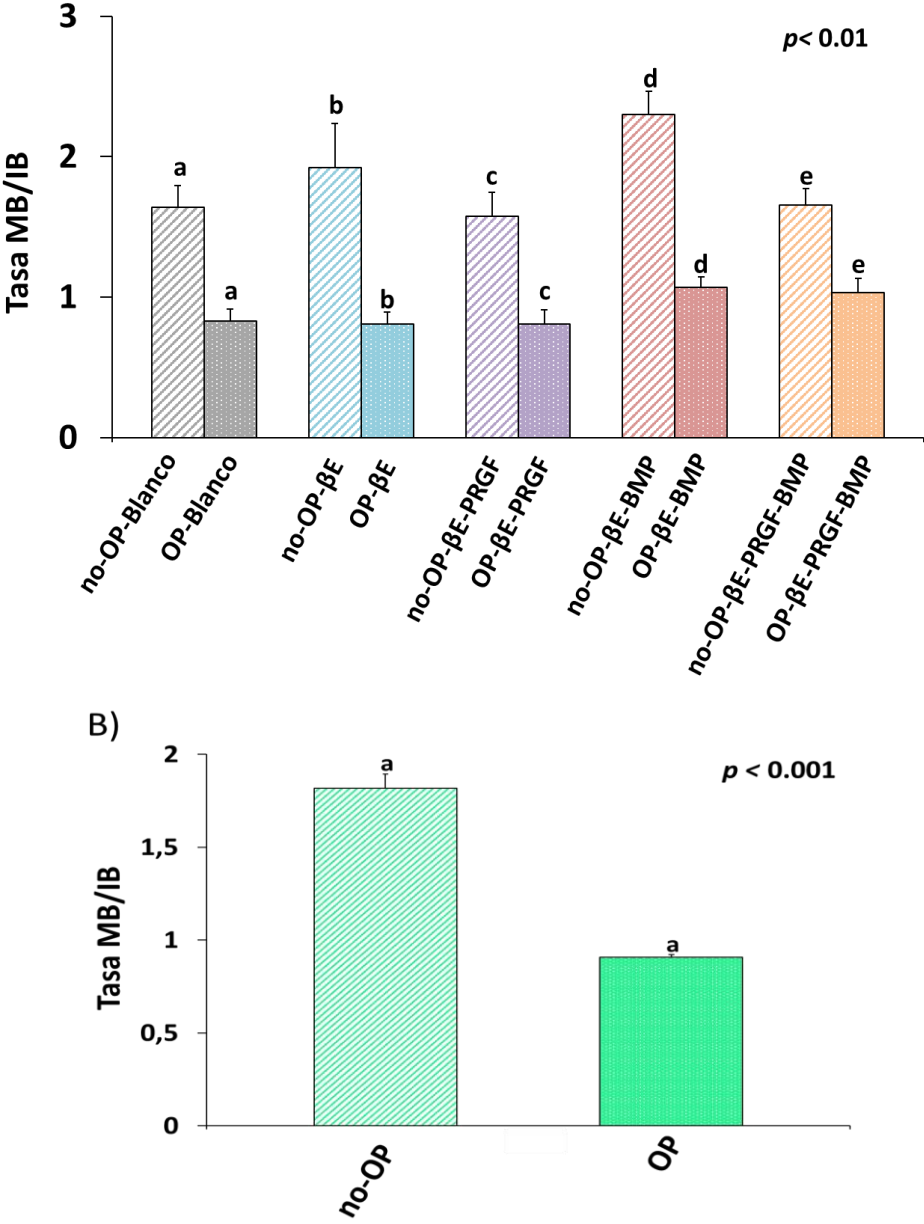 3
p< 0.01
d
b
2
a
c
e
Tasa MB/IB
d
e
a
b
c
1
0
no-OP-Blanco
OP-Blanco
no-OP-βE
OP-βE
no-OP-βE-PRGF
OP-βE-PRGF
no-OP-βE-BMP
OP-βE-BMP
no-OP-βE-PRGF-BMP
OP-βE-PRGF-BMP
B)
2
a
p < 0.001
1,5
Tasa MB/IB
1
a
0,5
0
no-OP
OP